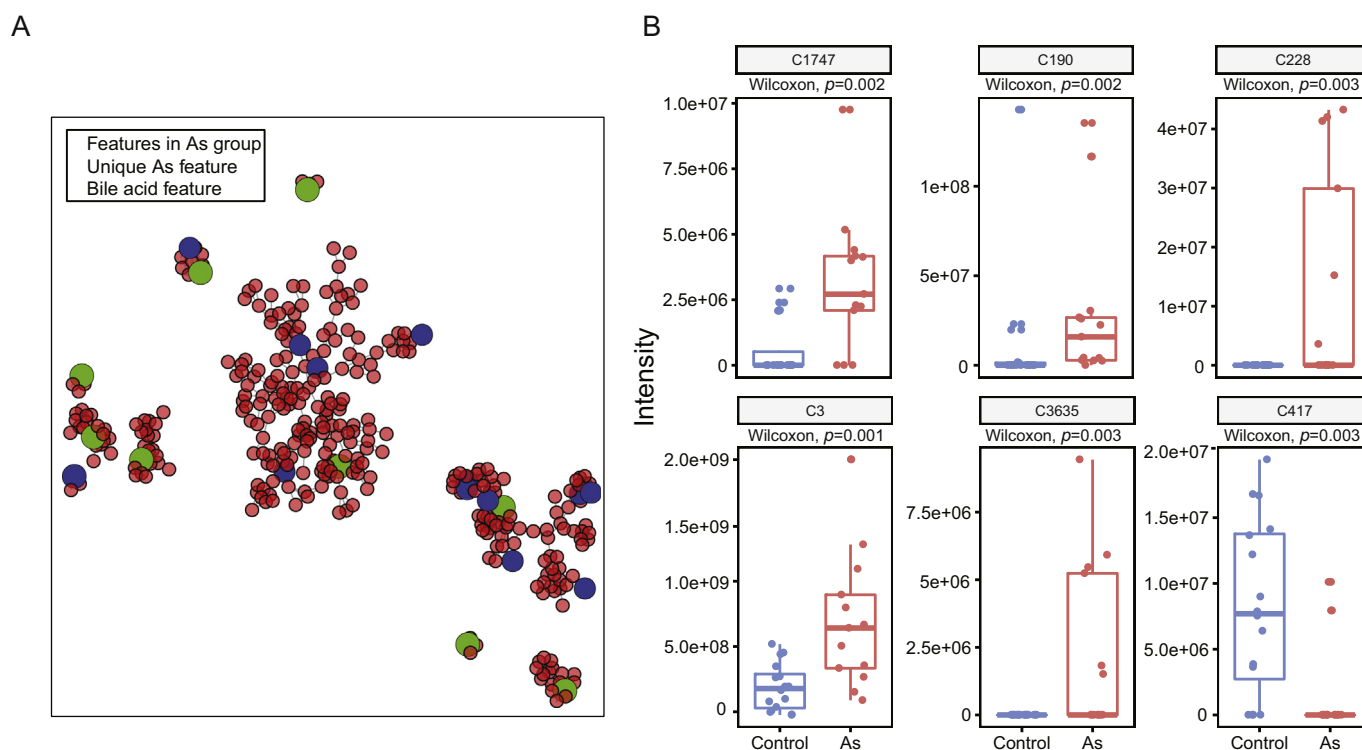 A
B
Features in As group
Unique As feature
Bile acid feature
Intensity
C1747
Wilcoxon, p=0.002
1.0e+07
7.5e+06
5.0e+06
2.5e+06
0
C190
Wilcoxon, p=0.002
1e+08
5e+07
0
C228
Wilcoxon, p=0.003
4e+07
3e+07
2e+07
1e+07
0
C3
Wilcoxon, p=0.001
2.0e+09
1.5e+09
1.0e+09
5.0e+08
0
Control
As
C3635
Wilcoxon, p=0.003
7.5e+06
5e+06
2.5e+06
0
Control
As
C417
Wilcoxon, p=0.003
2.0e+07
1.5e+07
1.0e+07
5.0e+06
0
Control
As